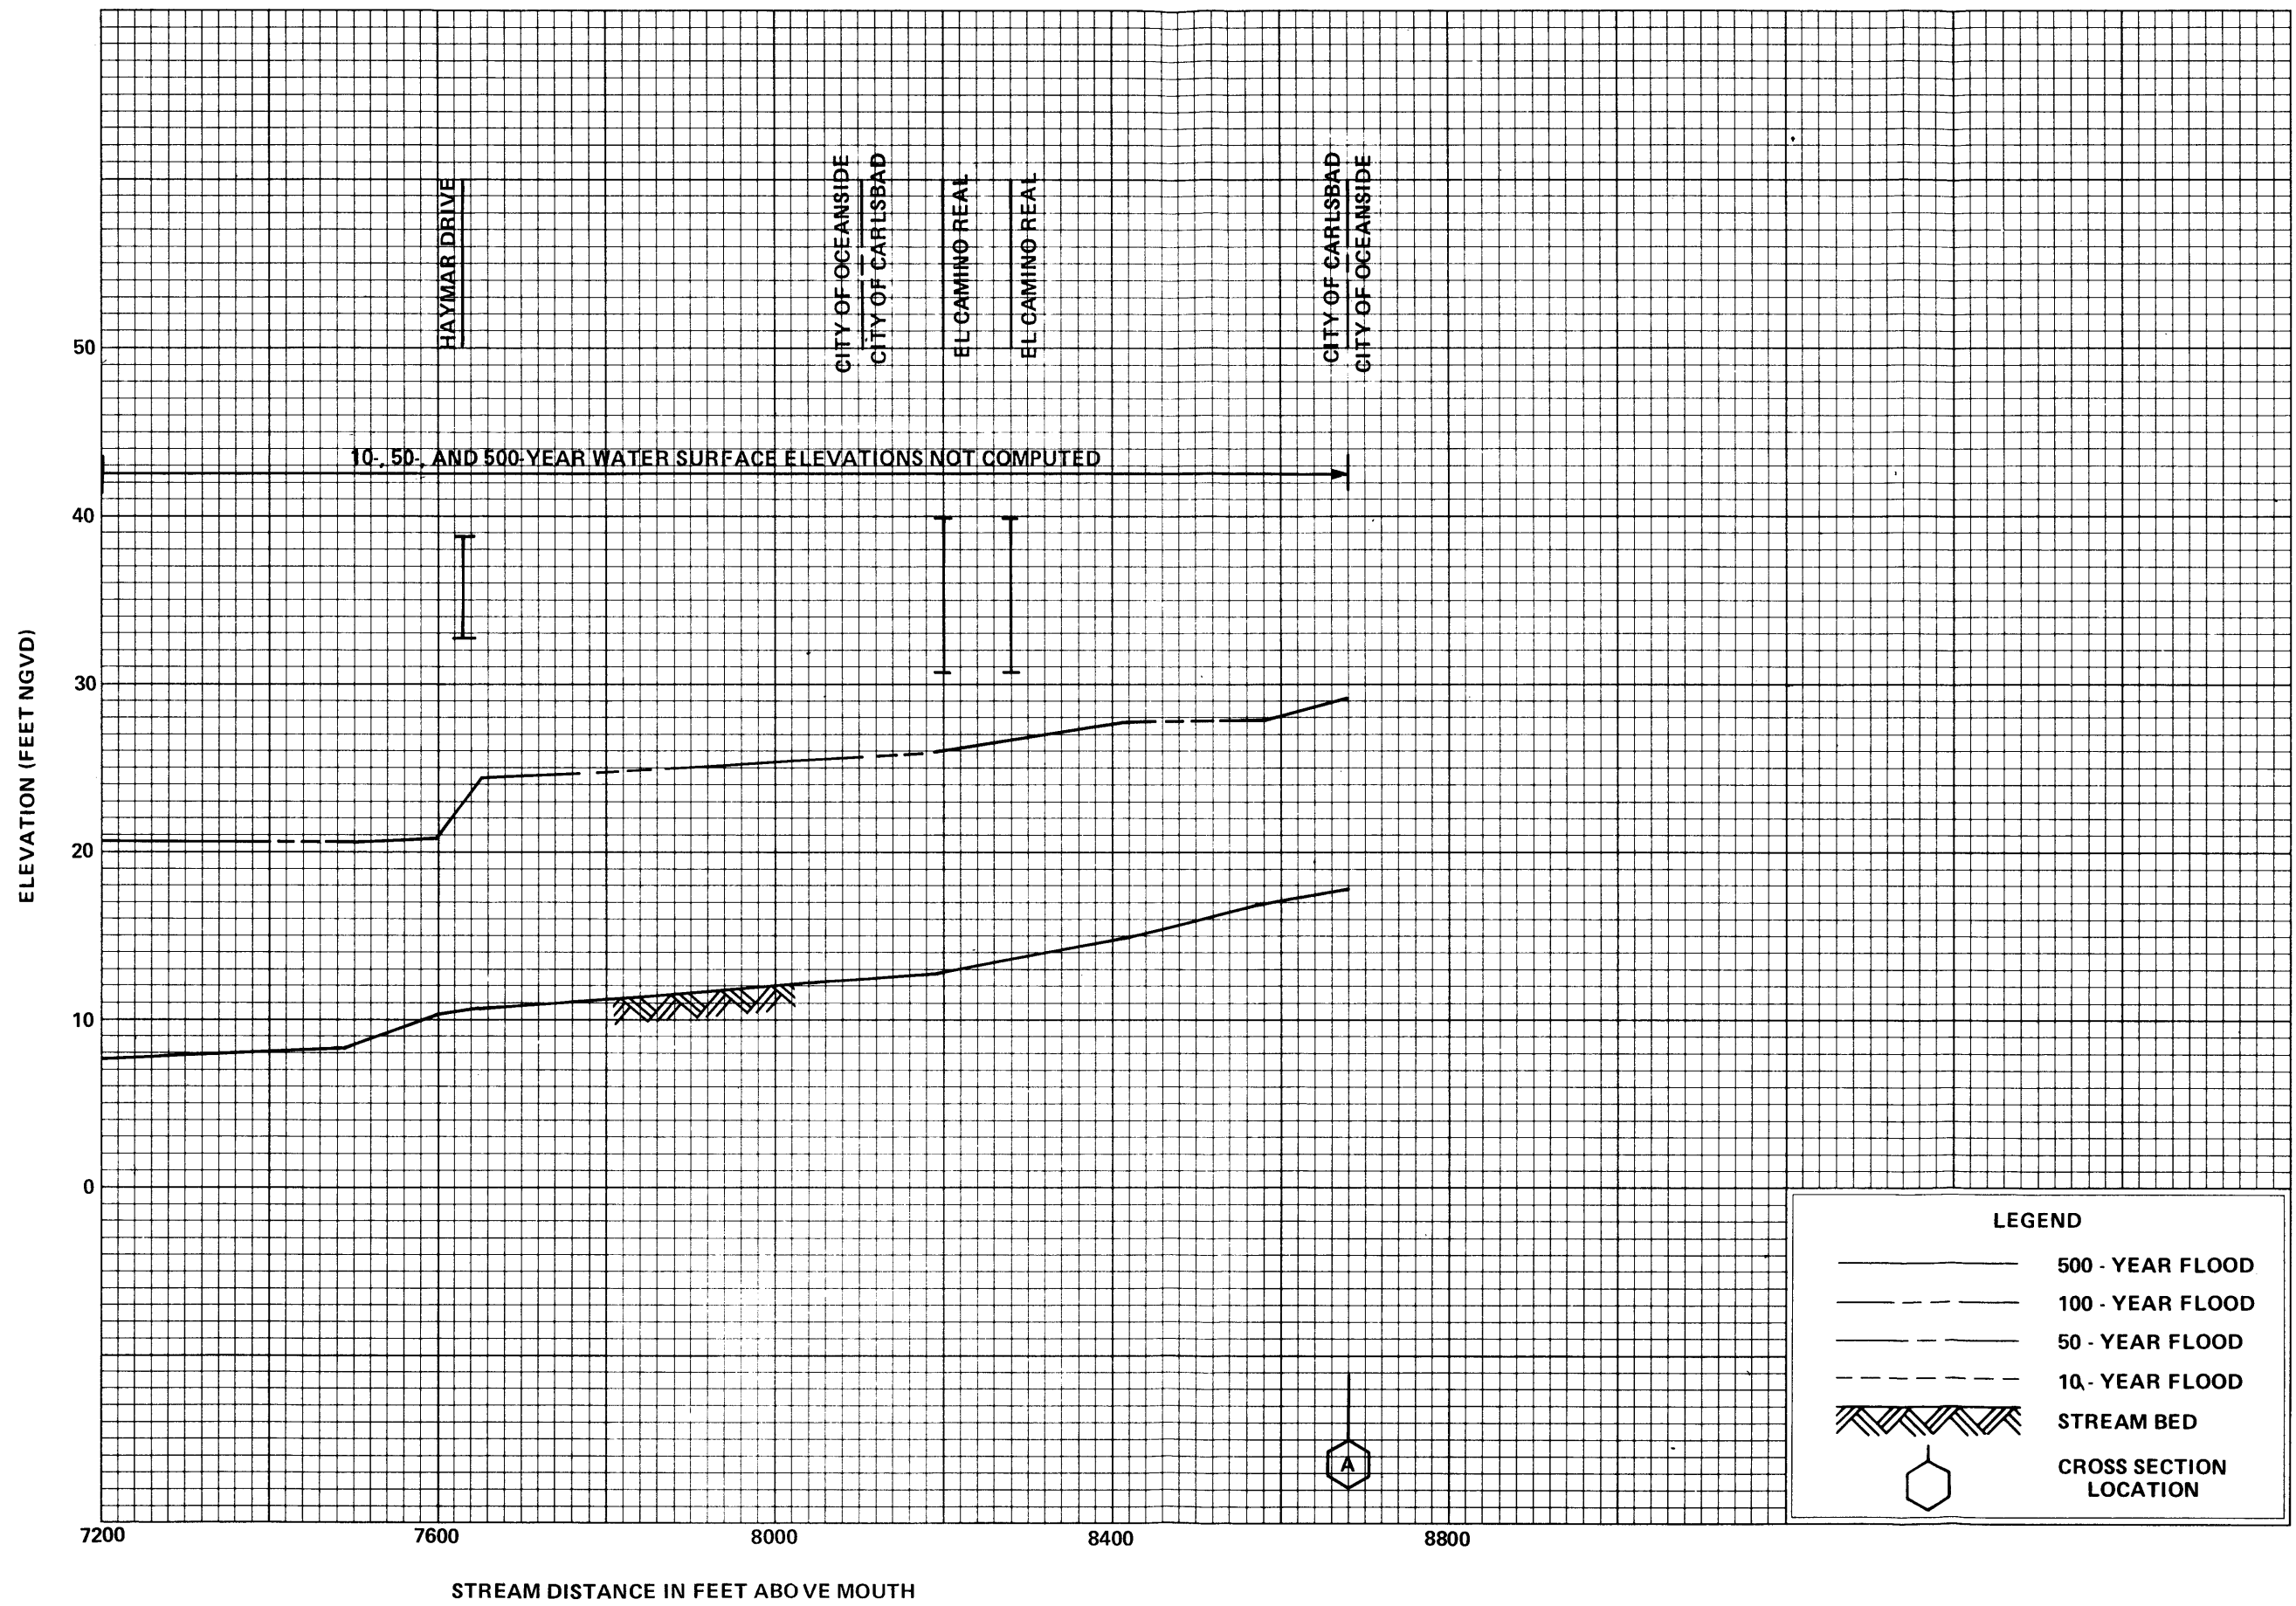 HAYMAR DRIVE
CITY OF OCEANSIDE
CITY OF CARLSBAD
EL CAMINO REAL
EL CAMINO REAL
CITY OF CARLSBAD
CITY OF OCEANSIDE
10-, 50-, AND 500-YEAR WATER SURFACE ELEVATIONS NOT COMPUTED
ELEVATION (FEET NGVD)
50
40
30
20
10
0
LEGEND
500 - YEAR FLOOD
100 - YEAR FLOOD
50 - YEAR FLOOD
10 - YEAR FLOOD
STREAM BED
CROSS SECTION
LOCATION
A
7200
7600
8000
8400
8800
STREAM DISTANCE IN FEET ABOVE MOUTH